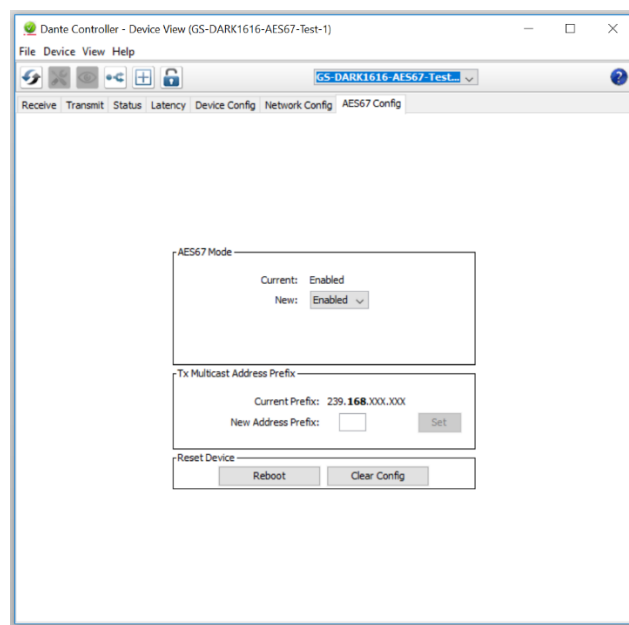 Dante Controller - Device View (GS-DARK1616-AES67-Test-1)
File Device View Help
GS-DARK1616-AES67-Test...
?
Receive Transmit Status Latency Device Config Network Config AES67 Config
AES67 Mode
Current: Enabled
New: Enabled
Tx Multicast Address Prefix
Current Prefix: 239.168.XXX.XXX
New Address Prefix: Set
Reset Device
Reboot Clear Config